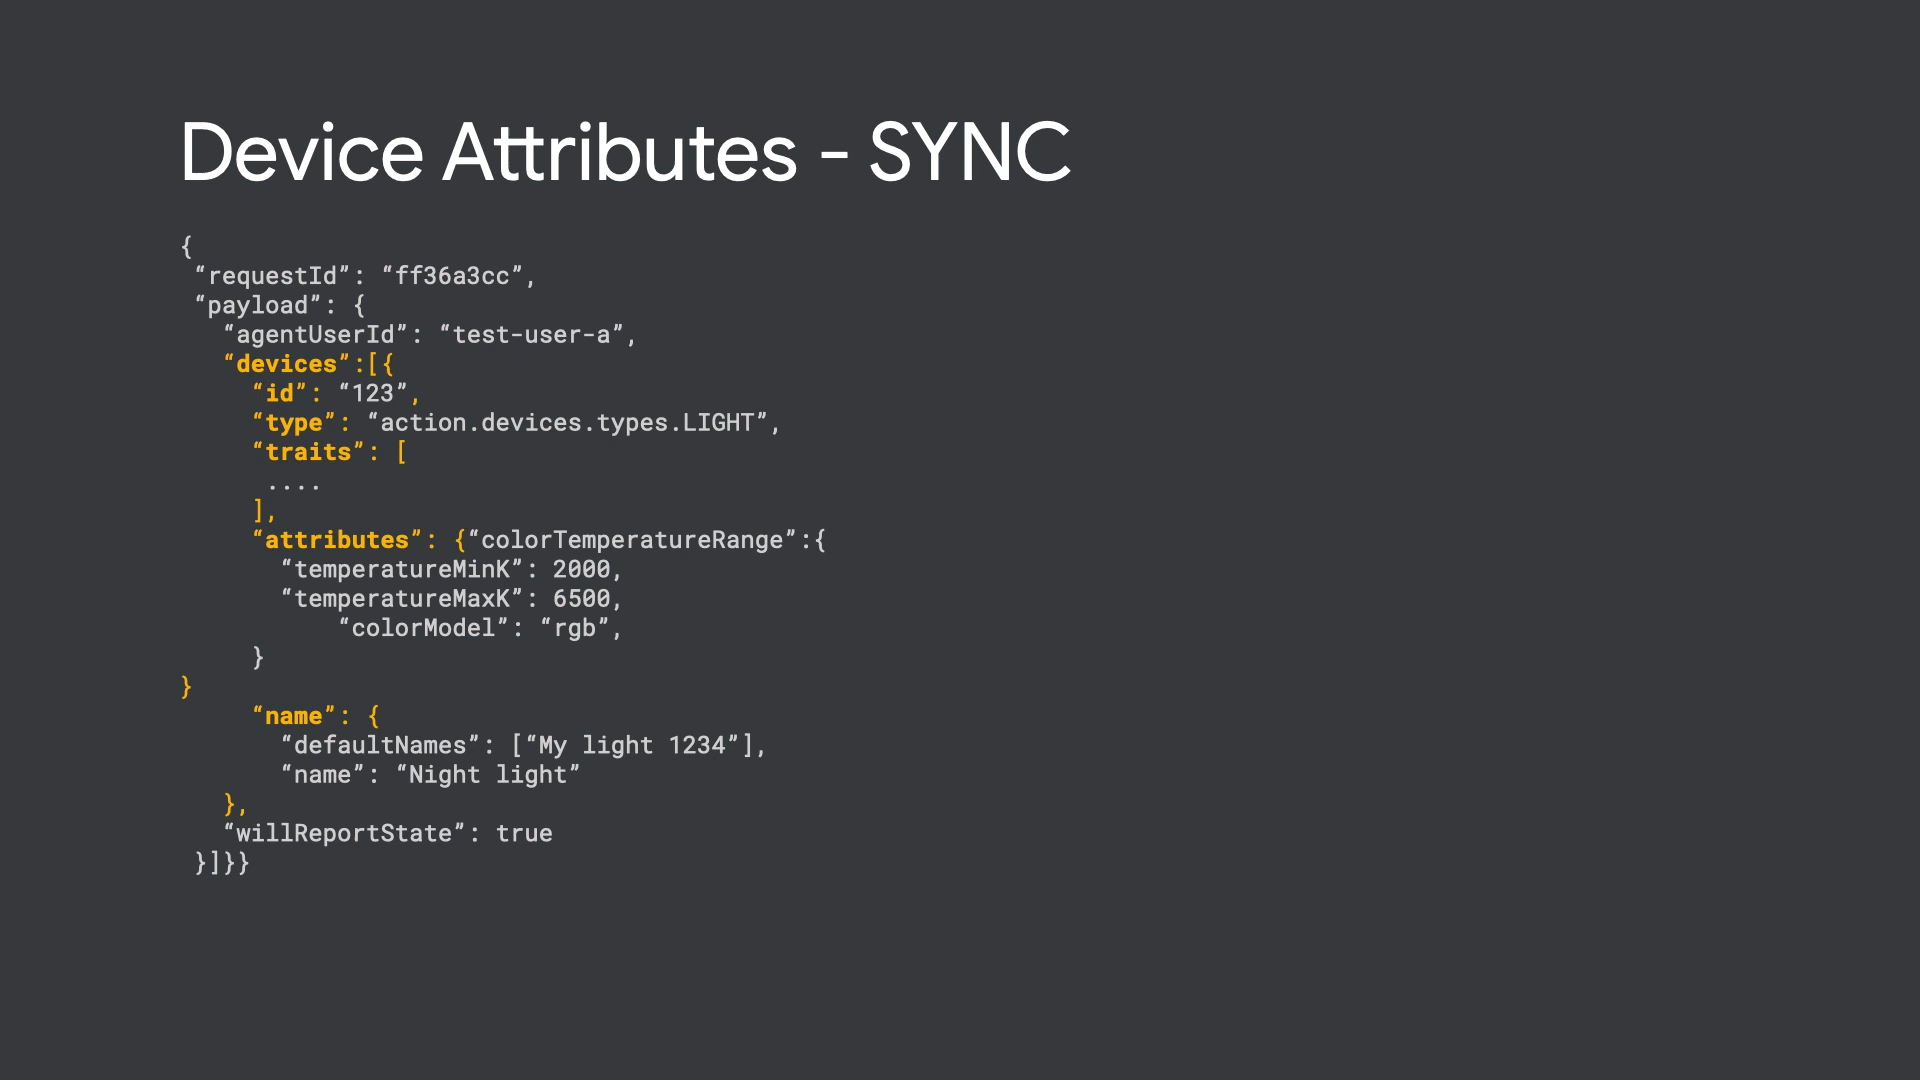 Device Attributes - SYNC
{
“requestId”: “ff36a3cc”,
“payload”: {
“agentUserId”: “test-user-a”,
“devices”:[{
“id”: “123”,
“type”: “action.devices.types.LIGHT”,
“traits”: [
....
],
“attributes”: {“colorTemperatureRange”:{
“temperatureMinK”: 2000,
“temperatureMaxK”: 6500,
“colorModel”: “rgb”,
}
}
“name”: {
“defaultNames”: [“My light 1234”],
“name”: “Night light”
},
“willReportState”: true
}]}}